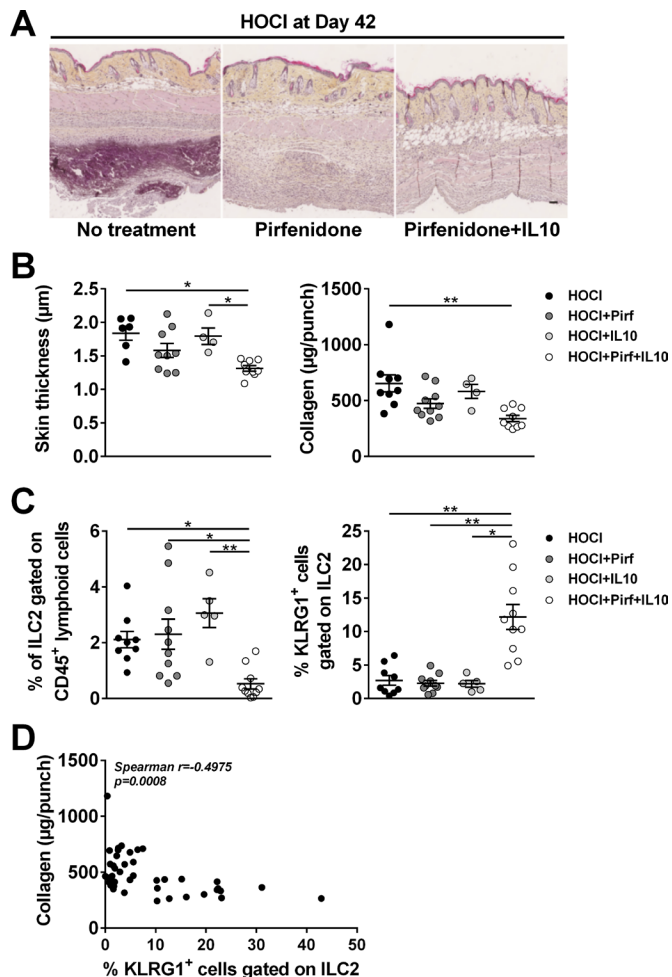 A
HOCl at Day 42
No treatment
Pirfenidone
Pirfenidone+IL10
B
Skin thickness (µm)
2.5
2.0
1.5
1.0
0.5
0.0
*
*
Collagen (µg/punch)
1500
1000
500
0
**
HOCl
HOCl+Pirf
HOCl+IL10
HOCl+Pirf+IL10
C
% of ILC2 gated on
CD45+ lymphoid cells
6
4
2
0
*
*
**
% KLRG1+ cells
gated on ILC2
25
20
15
10
5
0
**
**
*
HOCl
HOCl+Pirf
HOCl+IL10
HOCl+Pirf+IL10
D
Spearman r=-0.4975
p=0.0008
Collagen (µg/punch)
1500
1000
500
0
0 10 20 30 40 50
% KLRG1+ cells gated on ILC2